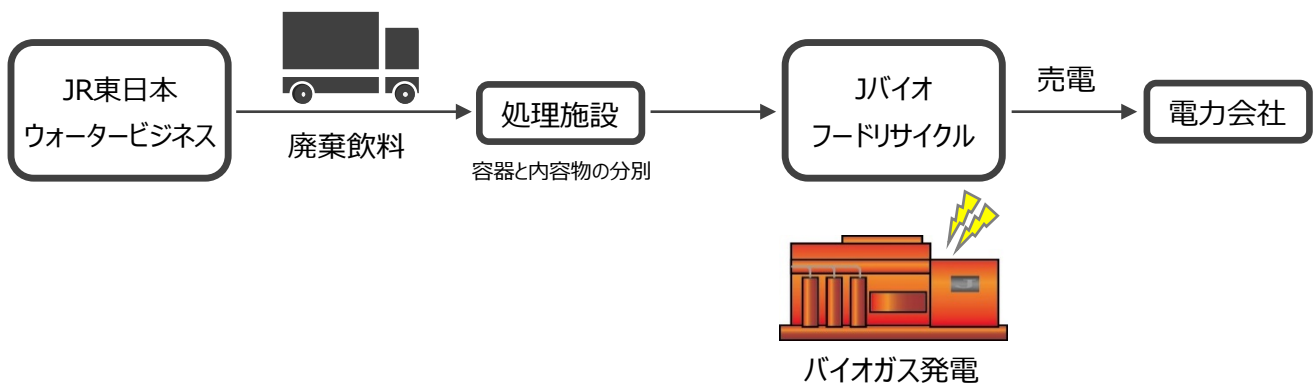 JR東日本
ウォータービジネス
廃棄飲料
処理施設
容器と内容物の分別
Jバイオ
フードリサイクル
売電
電力会社
バイオガス発電